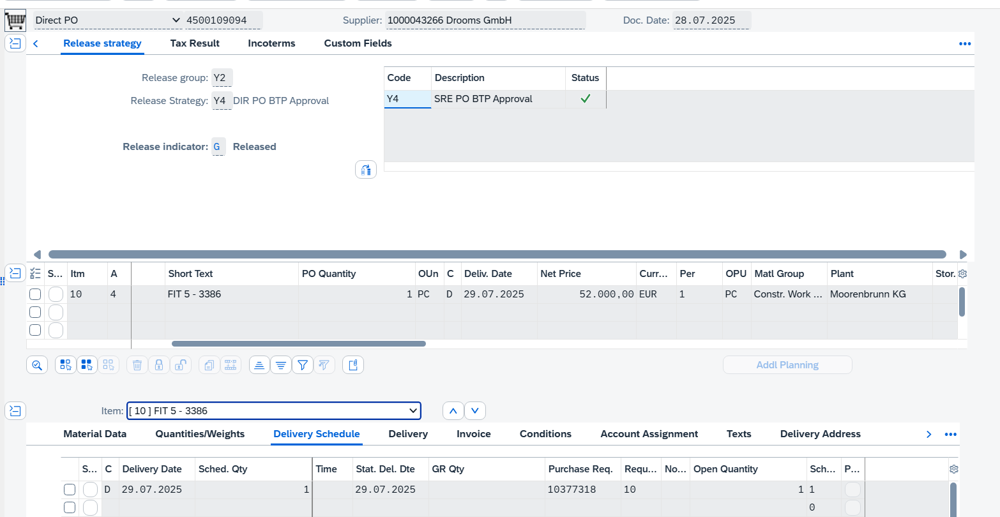 Direct PO 4500109094 Supplier: 1000043266 Drooms GmbH Doc. Date: 28.07.2025
Release strategy Tax Result Incoterms Custom Fields
Release group: Y2
Release Strategy: Y4 DIR PO BTP Approval
Release indicator: G Released
Code Description Status
Y4 SRE PO BTP Approval
S... Itm A Short Text PO Quantity OUn C Deliv. Date Net Price Curr... Per OPU Matl Group Plant Stor.
10 4 FIT 5 - 3386 1 PC D 29.07.2025 52.000,00 EUR 1 PC Constr. Work ... Moorenbrunn KG
Addl Planning
Item: [ 10 ] FIT 5 - 3386
Material Data Quantities/Weights Delivery Schedule Delivery Invoice Conditions Account Assignment Texts Delivery Address
S... C Delivery Date Sched. Qty Time Stat. Del. Dte GR Qty Purchase Req. Requ... No... Open Quantity Sch... P...
D 29.07.2025 1 29.07.2025 10377318 10 1 1
0